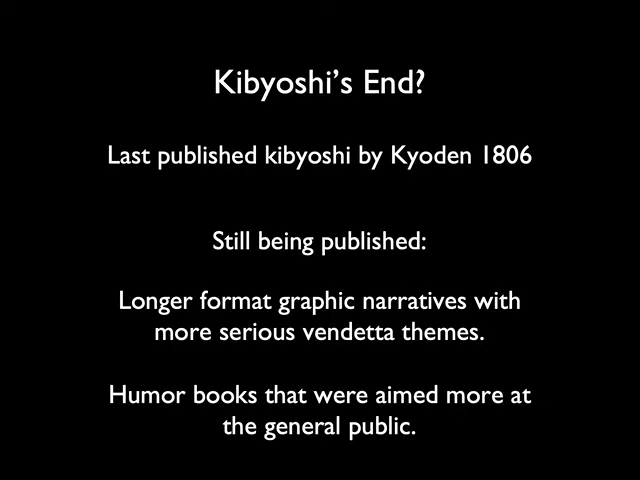 Kibyoshi’s End?
Last published kibyoshi by Kyoden 1806
Still being published:
Longer format graphic narratives with
more serious vendetta themes.
Humor books that were aimed more at
the general public.